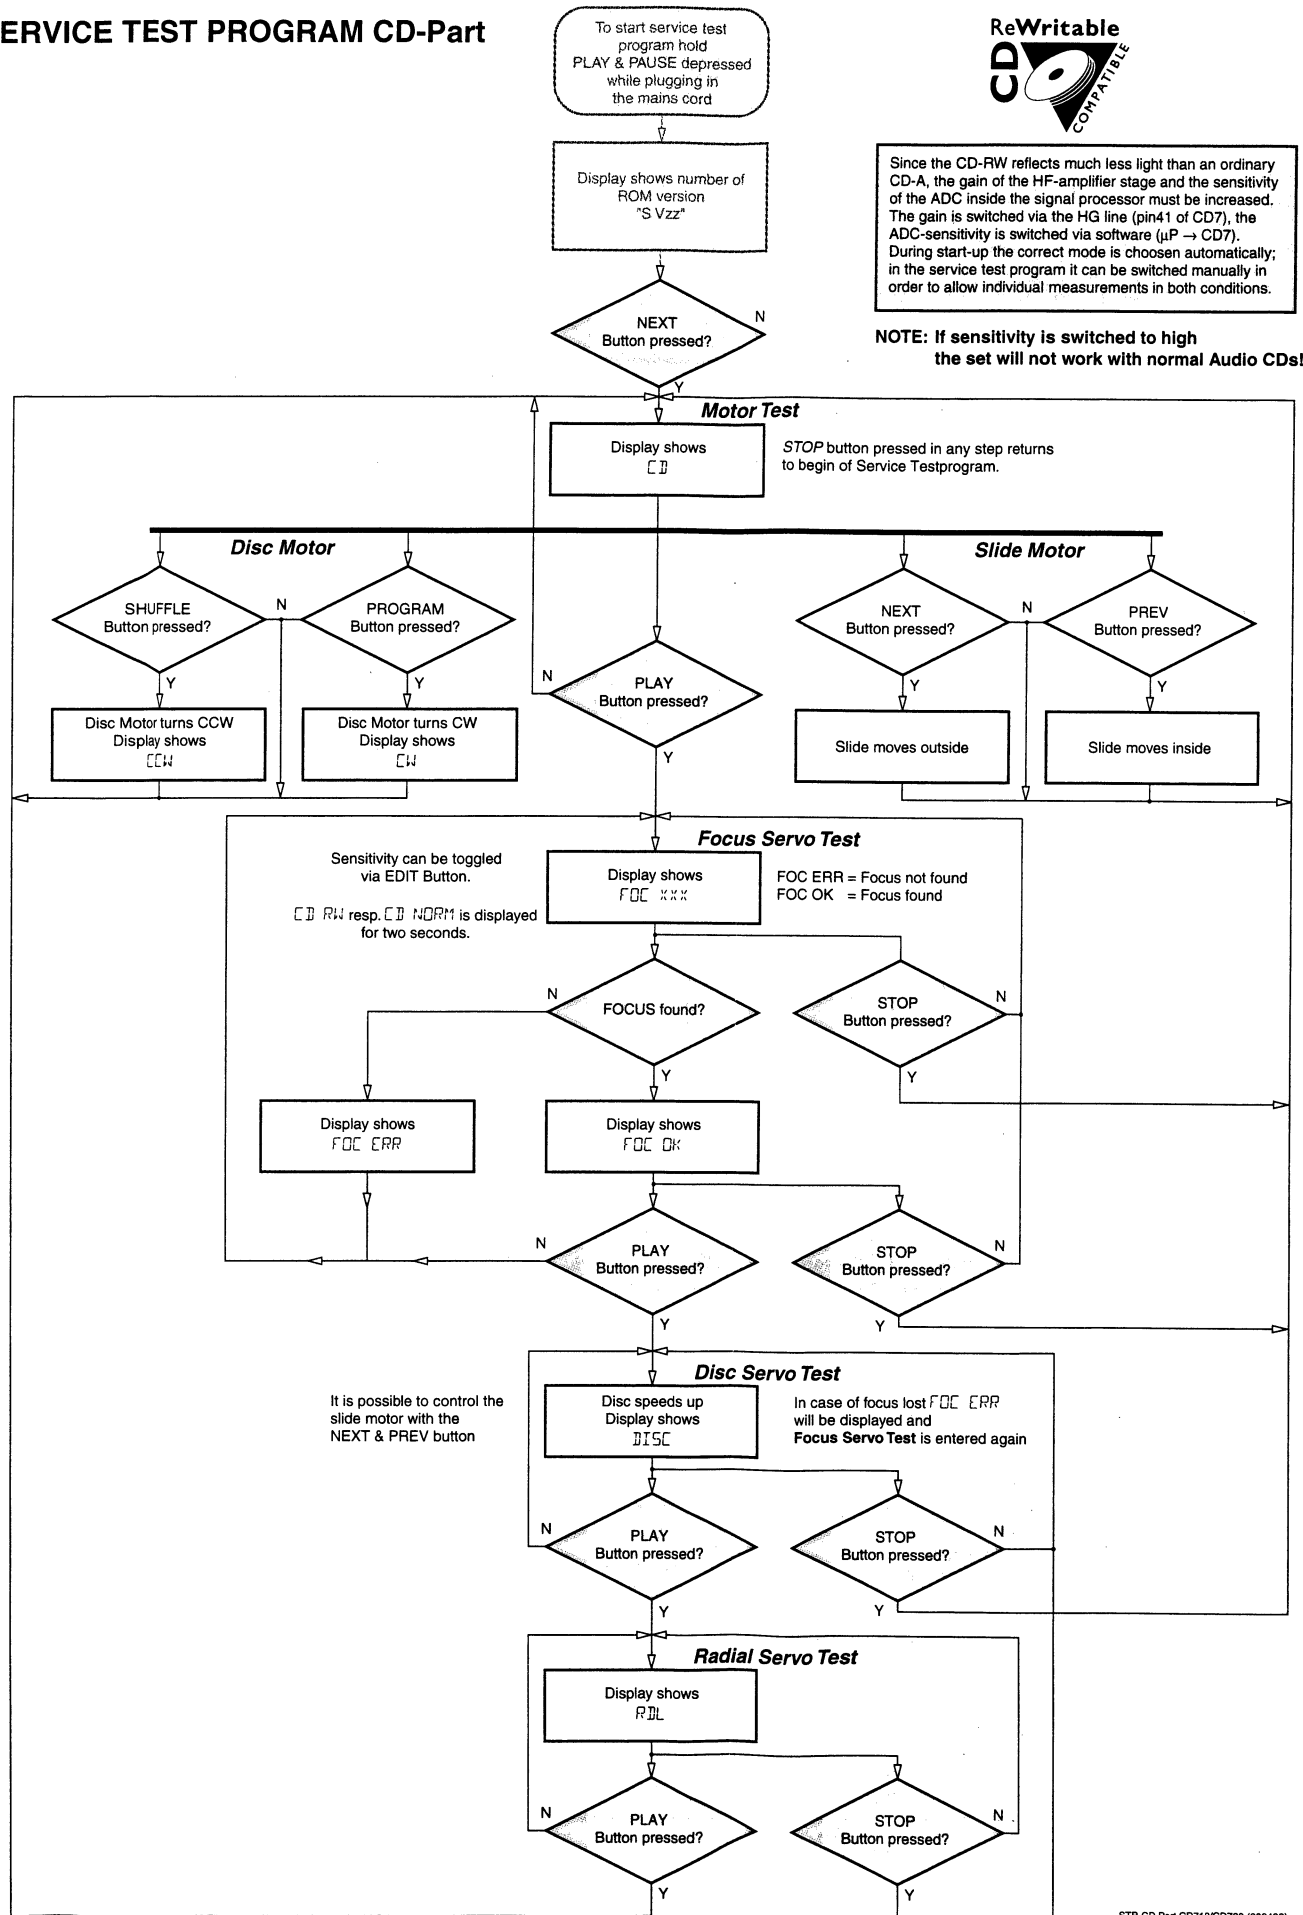 ERVICE TEST PROGRAM CD-Part
To start service test
program hold
PLAY & PAUSE depressed
while plugging in
the mains cord
ReWritable
CD
COMPATIBLE
Display shows number of
ROM version
"S Vzz"
Since the CD-RW reflects much less light than an ordinary
CD-A, the gain of the HF-amplifier stage and the sensitivity
of the ADC inside the signal processor must be increased.
The gain is switched via the HG line (pin41 of CD7), the
ADC-sensitivity is switched via software (µP → CD7).
During start-up the correct mode is choosen automatically;
in the service test program it can be switched manually in
order to allow individual measurements in both conditions.
NEXT
Button pressed?
N
Y
NOTE: If sensitivity is switched to high
the set will not work with normal Audio CDs!
Motor Test
Display shows
CD
STOP button pressed in any step returns
to begin of Service Testprogram.
Disc Motor
Slide Motor
SHUFFLE
Button pressed?
N
PROGRAM
Button pressed?
NEXT
Button pressed?
N
PREV
Button pressed?
Y
Y
N
PLAY
Button pressed?
Y
Y
Y
Disc Motor turns CCW
Display shows
CCW
Disc Motor turns CW
Display shows
CW
Slide moves outside
Slide moves inside
Focus Servo Test
Sensitivity can be toggled
via EDIT Button.
CD RW resp. CD NORM is displayed
for two seconds.
Display shows
FOC XXX
FOC ERR = Focus not found
FOC OK = Focus found
N
FOCUS found?
Y
STOP
Button pressed?
N
Y
Display shows
FOC ERR
Display shows
FOC OK
N
PLAY
Button pressed?
Y
STOP
Button pressed?
N
Y
Disc Servo Test
It is possible to control the
slide motor with the
NEXT & PREV button
Disc speeds up
Display shows
DISC
In case of focus lost FOC ERR
will be displayed and
Focus Servo Test is entered again
N
PLAY
Button pressed?
Y
STOP
Button pressed?
N
Y
Radial Servo Test
Display shows
RDL
N
PLAY
Button pressed?
Y
STOP
Button pressed?
N
Y